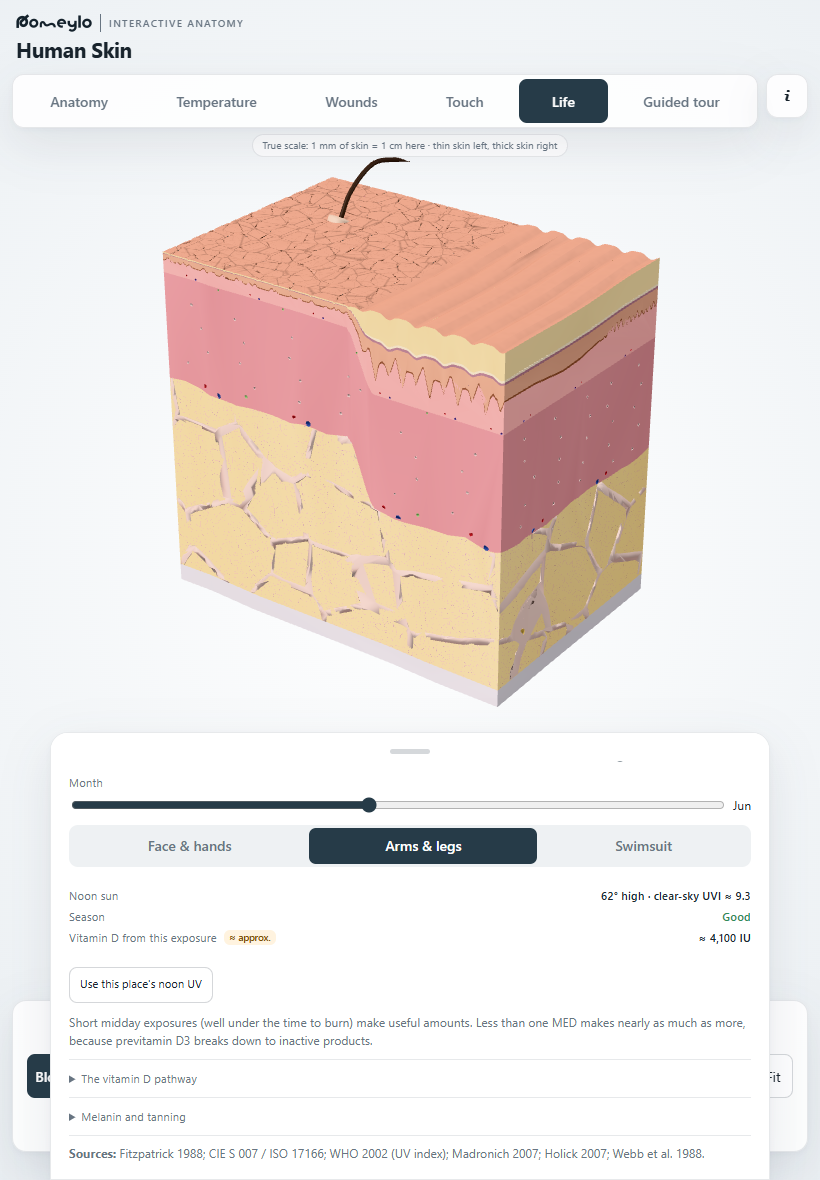 Domeylo
INTERACTIVE ANATOMY
Human Skin
Anatomy
Temperature
Wounds
Touch
Life
Guided tour
i
True scale: 1 mm of skin = 1 cm here · thin skin left, thick skin right
Month
Jun
Face & hands
Arms & legs
Swimsuit
Noon sun
62° high · clear-sky UVI ≈ 9.3
Season
Good
Vitamin D from this exposure ≈ approx.
≈ 4,100 IU
Use this place's noon UV
Short midday exposures (well under the time to burn) make useful amounts. Less than one MED makes nearly as much as more,
because previtamin D3 breaks down to inactive products.
▶ The vitamin D pathway
▶ Melanin and tanning
Sources: Fitzpatrick 1988; CIE S 007 / ISO 17166; WHO 2002 (UV index); Madronich 2007; Holick 2007; Webb et al. 1988.